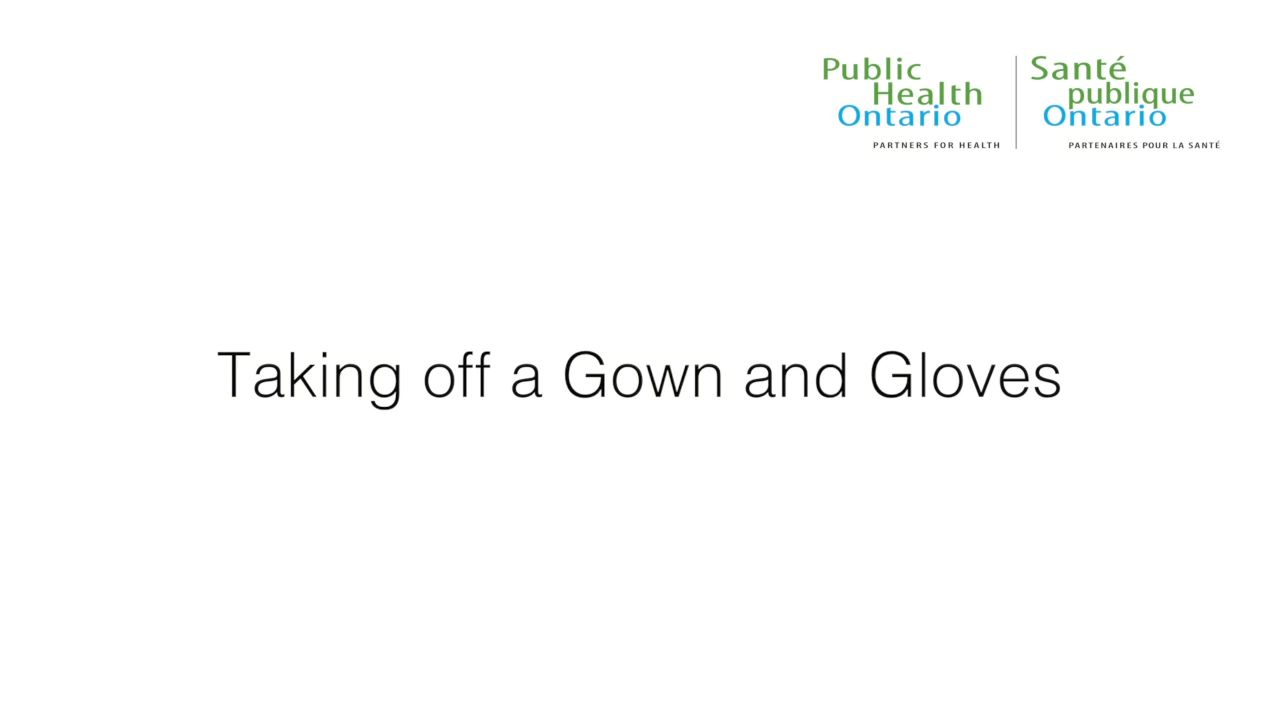 Public
Health
Ontario
PARTNERS FOR HEALTH
Santé
publique
Ontario
PARTENAIRES POUR LA SANTÉ
Taking off a Gown and Gloves